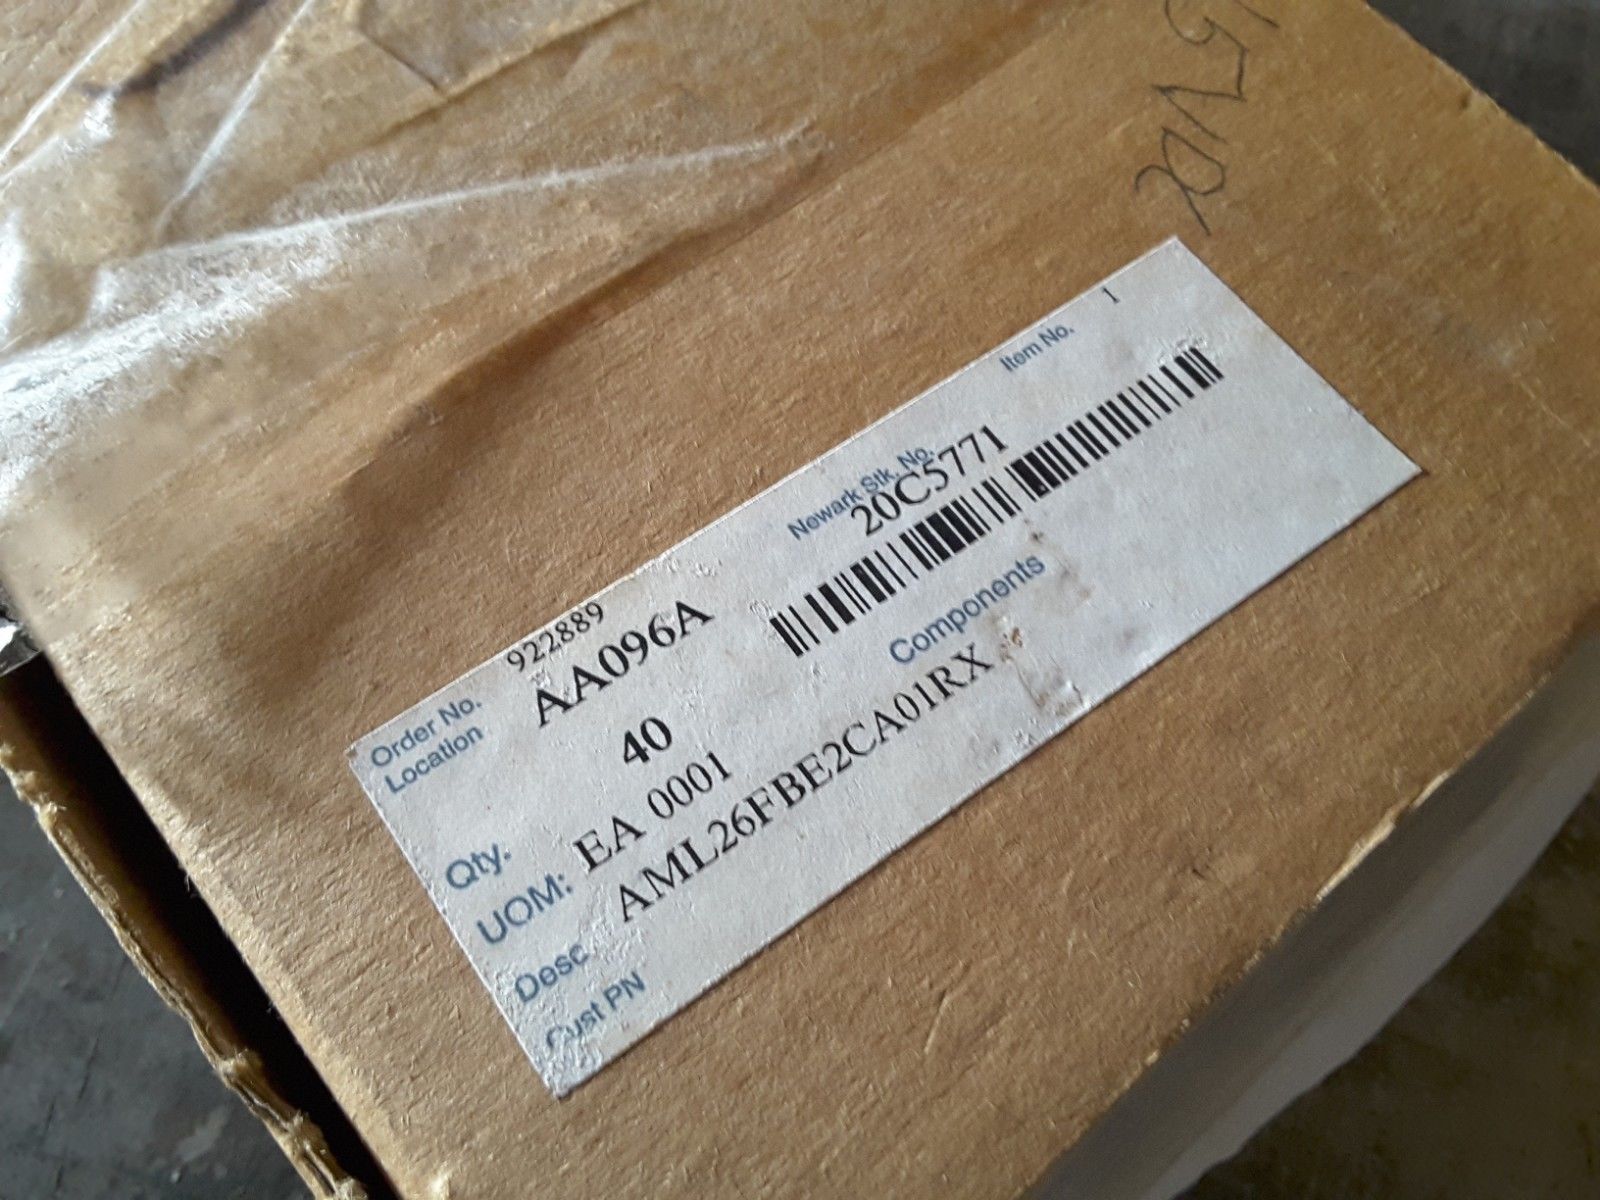 Order No. 922889
Location AA096A
Newark Stk. No.
20C5771
Item No. 1
Qty. 40
UOM: EA 0001
Components
Desc AML26FBE2CA01RX
Cust PN